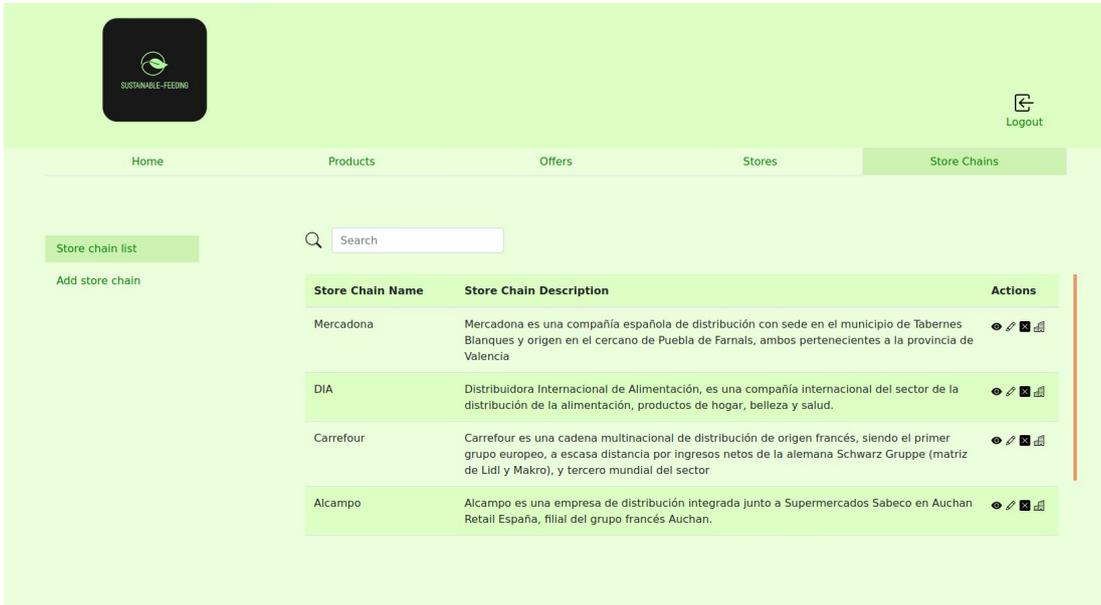 SUSTAINABLE-FEEDING
Logout
Home Products Offers Stores Store Chains
Store chain list
Add store chain
Search
Store Chain Name Store Chain Description Actions
Mercadona Mercadona es una compañía española de distribución con sede en el municipio de Tabernes
Blanques y origen en el cercano de Puebla de Farnals, ambos pertenecientes a la provincia de
Valencia
DIA Distribuidora Internacional de Alimentación, es una compañía internacional del sector de la
distribución de la alimentación, productos de hogar, belleza y salud.
Carrefour Carrefour es una cadena multinacional de distribución de origen francés, siendo el primer
grupo europeo, a escasa distancia por ingresos netos de la alemana Schwarz Gruppe (matriz
de Lidl y Makro), y tercero mundial del sector
Alcampo Alcampo es una empresa de distribución integrada junto a Supermercados Sabeco en Auchan
Retail España, filial del grupo francés Auchan.